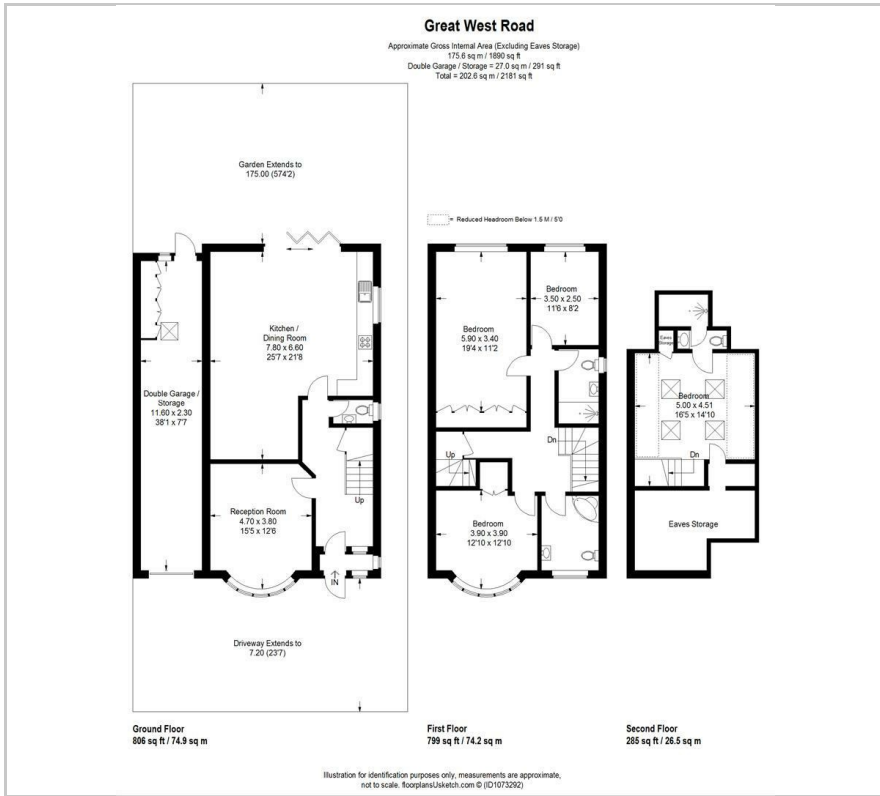 Great West Road
Approximate Gross Internal Area (Excluding Eaves Storage)
175.6 sq m / 1890 sq ft
Double Garage / Storage = 27.0 sq m / 291 sq ft
Total = 202.6 sq m / 2181 sq ft
Garden Extends to
175.00 (574'2)
= Reduced Headroom Below 1.5 M / 5'0
Kitchen /
Dining Room
7.80 x 6.60
25'7 x 21'8
Double Garage /
Storage
11.60 x 2.30
38'1 x 7'7
Reception Room
4.70 x 3.80
15'5 x 12'6
Up
IN
Driveway Extends to
7.20 (23'7)
Bedroom
3.50 x 2.50
11'6 x 8'2
Bedroom
5.90 x 3.40
19'4 x 11'2
Dn
Up
Bedroom
3.90 x 3.90
12'10 x 12'10
Eaves
Storage
Bedroom
5.00 x 4.51
16'5 x 14'10
Dn
Eaves Storage
Ground Floor
806 sq ft / 74.9 sq m
First Floor
799 sq ft / 74.2 sq m
Second Floor
285 sq ft / 26.5 sq m
Illustration for identification purposes only, measurements are approximate,
not to scale. floorplansUsketch.com © (ID1073292)